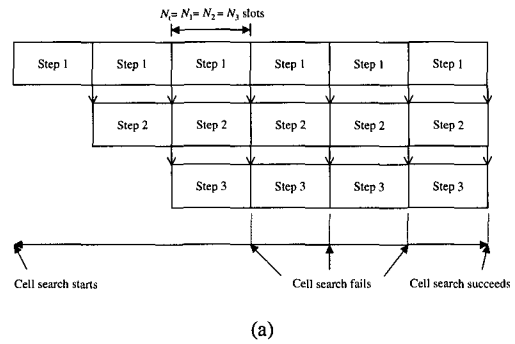 Nt= N1= N2= N3 slots
Step 1 Step 1 Step 1 Step 1 Step 1 Step 1
Step 2 Step 2 Step 2 Step 2 Step 2
Step 3 Step 3 Step 3 Step 3
Cell search starts Cell search fails Cell search succeeds
(a)